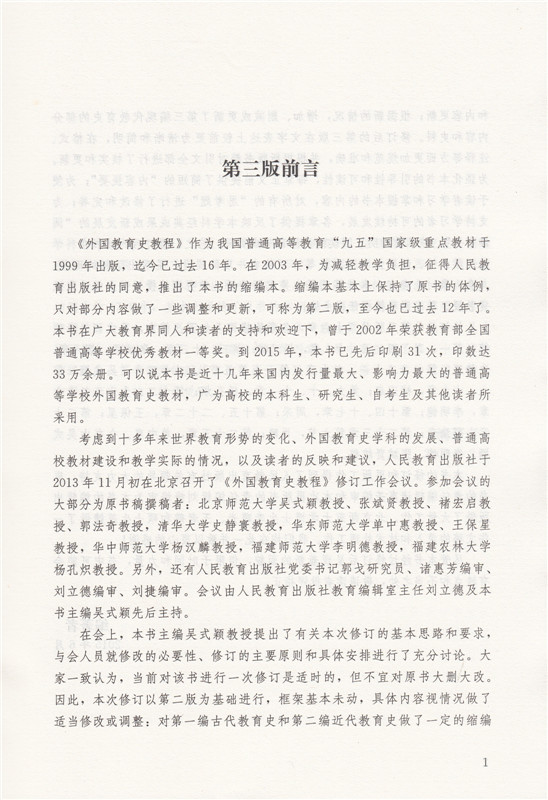 第三版前言
《外国教育史教程》作为我国普通高等教育“九五”国家级重点教材于
1999年出版，迄今已过去16年。在2003年，为减轻教学负担，征得人民教
育出版社的同意，推出了本书的缩编本。缩编本基本上保持了原书的体例，
只对部分内容做了一些调整和更新，可称为第二版，至今也已过去12年了。
本书在广大教育界同人和读者的支持和欢迎下，曾于2002年荣获教育部全国
普通高等学校优秀教材一等奖。到2015年，本书已先后印刷31次，印数达
33万余册。可以说本书是近十几年来国内发行量最大、影响力最大的普通高
等学校外国教育史教材，广为高校的本科生、研究生、自考生及其他读者所
采用。
考虑到十多年来世界教育形势的变化、外国教育史学科的发展、普通高
校教材建设和教学实际的情况，以及读者的反映和建议，人民教育出版社于
2013年11月初在北京召开了《外国教育史教程》修订工作会议。参加会议的
大部分为原书稿撰稿者：北京师范大学吴式颖教授、张斌贤教授、褚宏启教
授、郭法奇教授，清华大学史静寰教授，华东师范大学单中惠教授、王保星
教授，华中师范大学杨汉麟教授，福建师范大学李明德教授，福建农林大学
杨孔炽教授。另外，还有人民教育出版社党委书记郭戈研究员、诸惠芳编审、
刘立德编审、刘捷编审。会议由人民教育出版社教育编辑室主任刘立德及本
书主编吴式颖先后主持。
在会上，本书主编吴式颖教授提出了有关本次修订的基本思路和要求，
与会人员就修改的必要性、修订的主要原则和具体安排进行了充分讨论。大
家一致认为，当前对该书进行一次修订是适时的，但不宜对原书大删大改。
因此，本次修订以第二版为基础进行，框架基本未动，具体内容视情况做了
适当修改或调整：对第一编古代教育史和第二编近代教育史做了一定的缩编
1